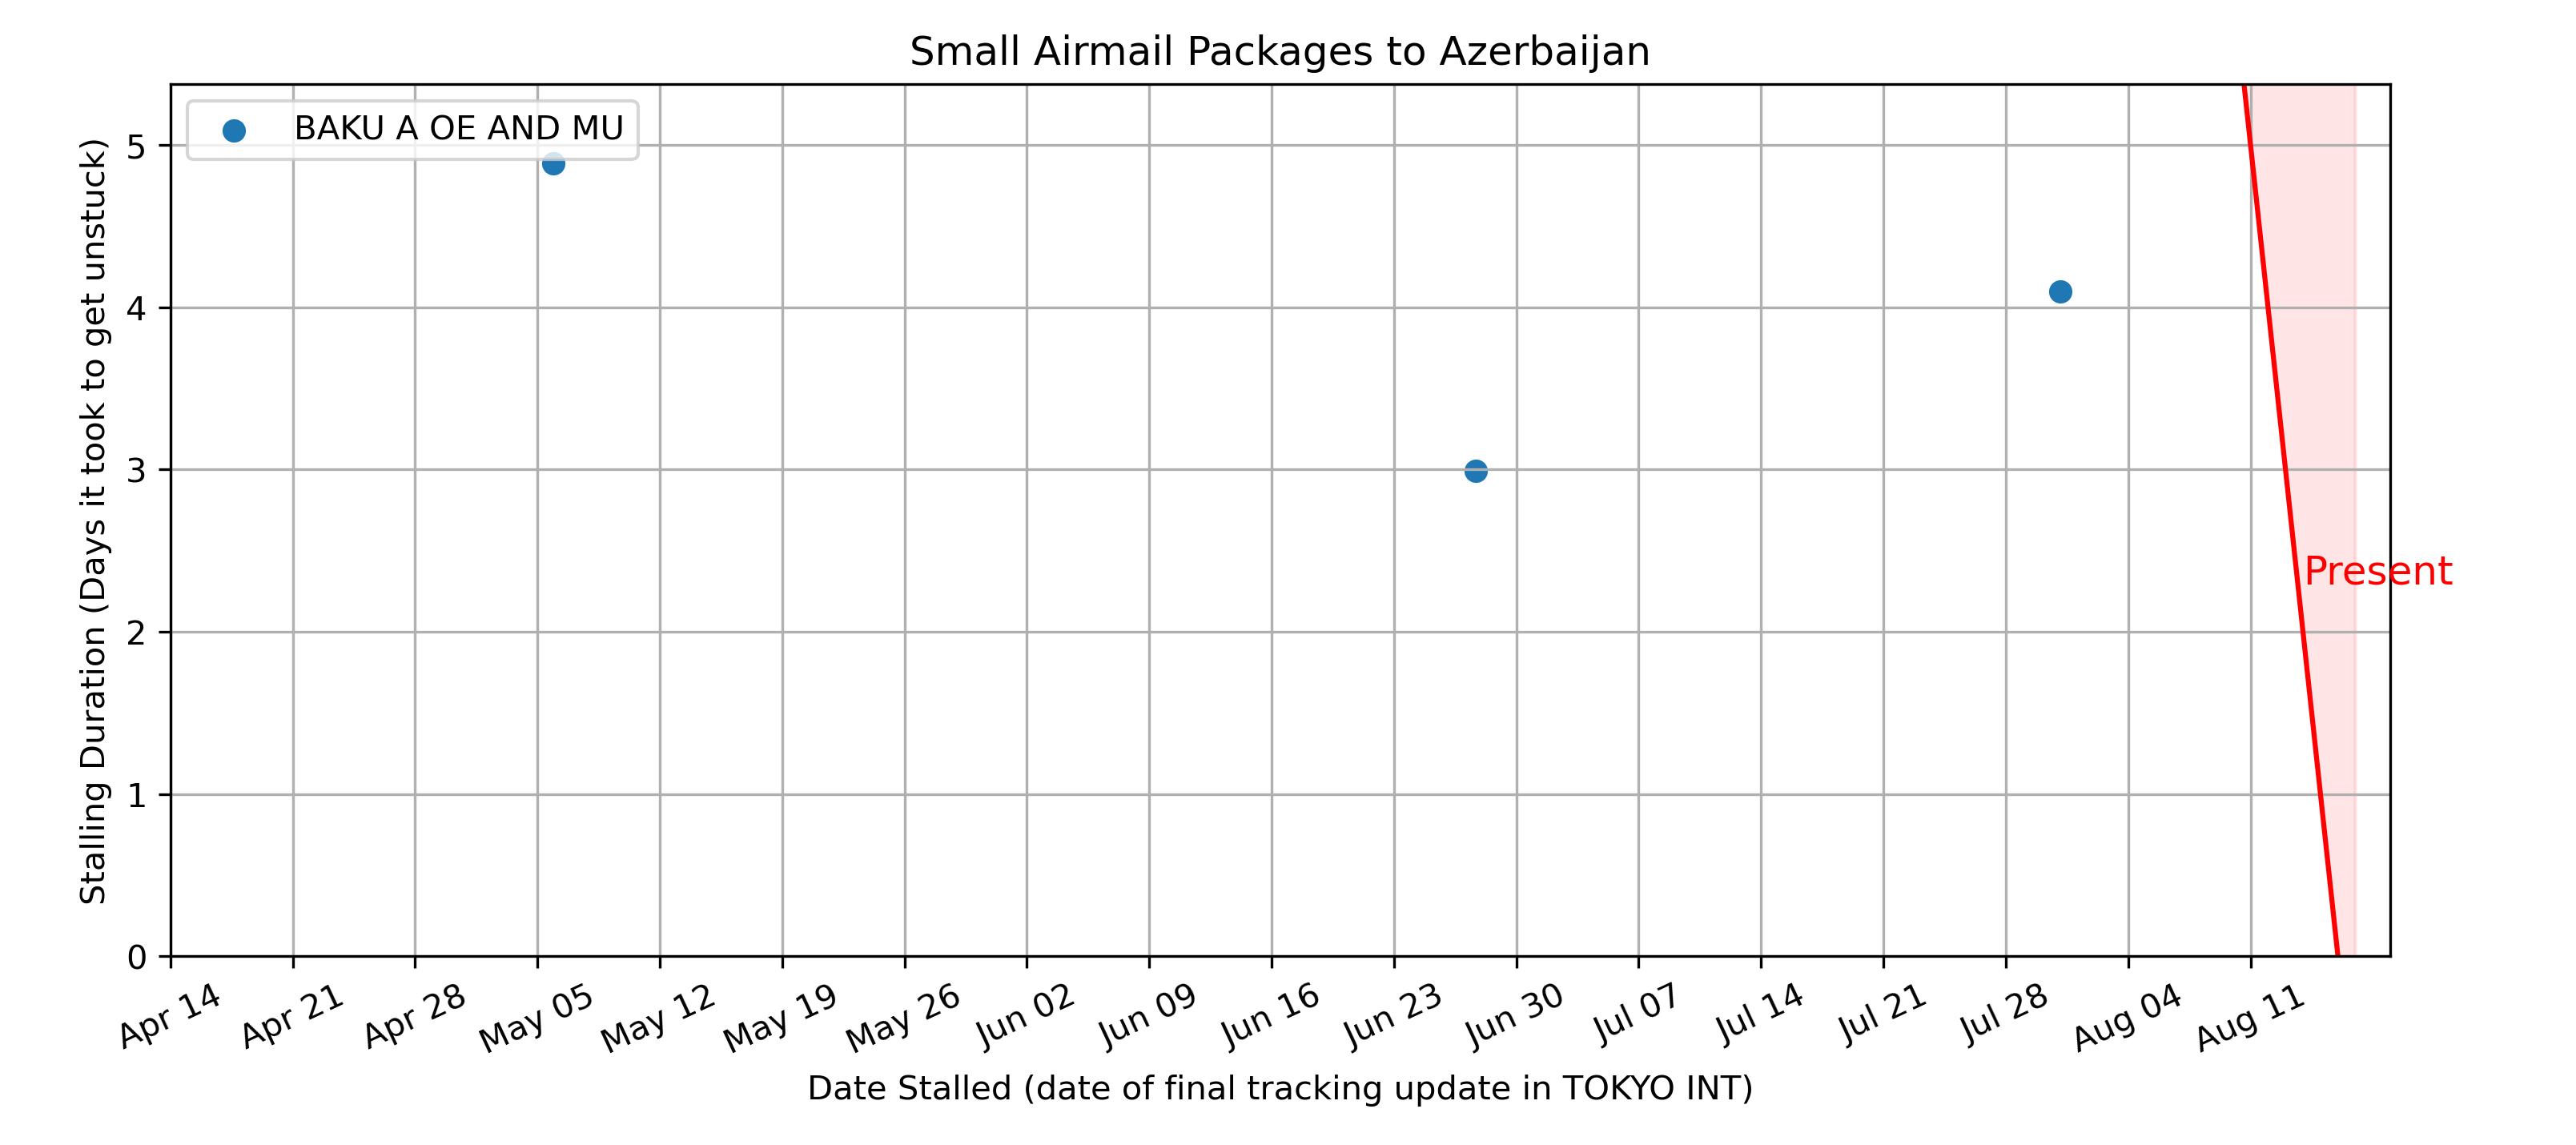 Small Airmail Packages to Azerbaijan
BAKU A OE AND MU
Stalling Duration (Days it took to get unstuck)
5
4
3
2
1
0
Present
Apr 14
Apr 21
Apr 28
May 05
May 12
May 19
May 26
Jun 02
Jun 09
Jun 16
Jun 23
Jun 30
Jul 07
Jul 14
Jul 21
Jul 28
Aug 04
Aug 11
Date Stalled (date of final tracking update in TOKYO INT)